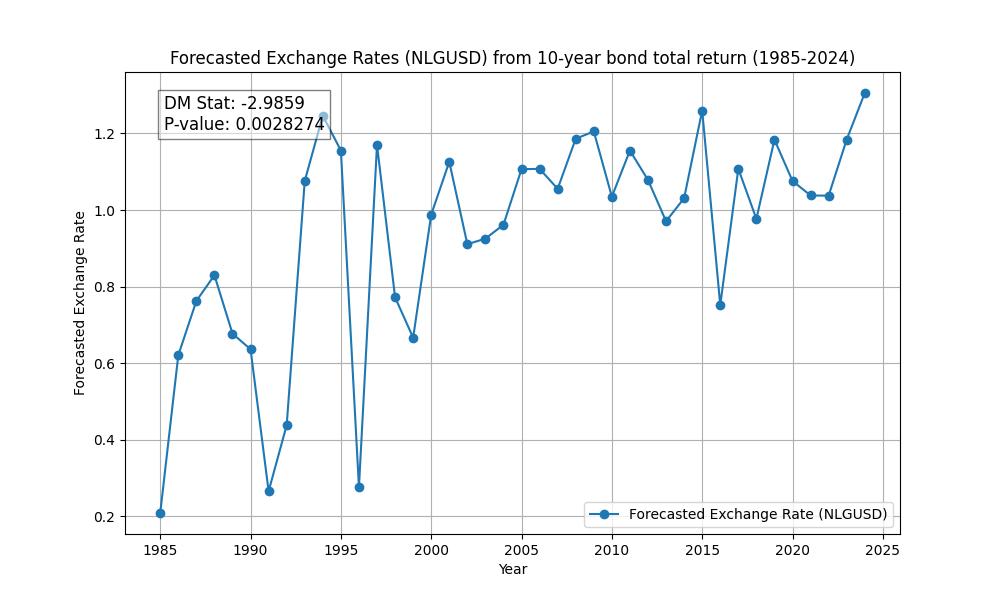 Forecasted Exchange Rates (NLGUSD) from 10-year bond total return (1985-2024)
DM Stat: -2.9859
P-value: 0.0028274
Forecasted Exchange Rate
1.2
1.0
0.8
0.6
0.4
0.2
Forecasted Exchange Rate (NLGUSD)
1985 1990 1995 2000 2005 2010 2015 2020 2025
Year